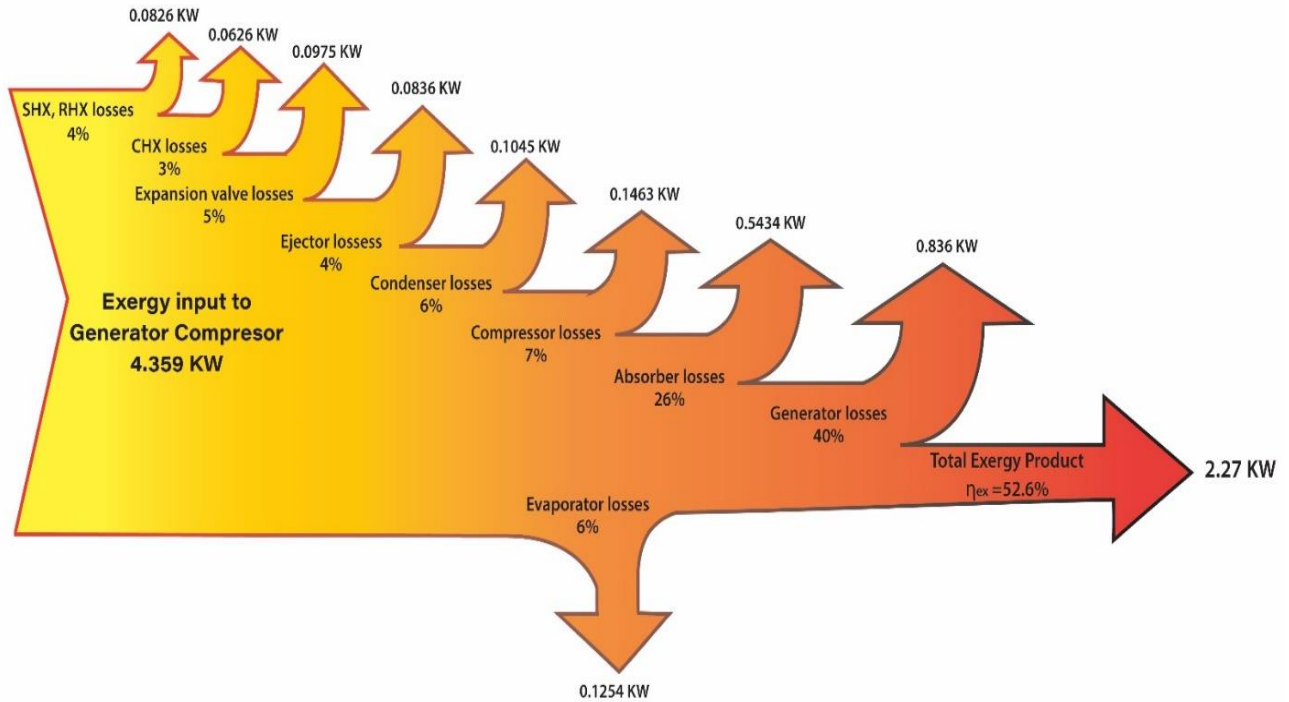 0.0826 KW
0.0626 KW
0.0975 KW
0.0836 KW
0.1045 KW
0.1463 KW
0.5434 KW
0.836 KW
SHX, RHX losses
4%
CHX losses
3%
Expansion valve losses
5%
Ejector lossess
4%
Condenser losses
6%
Compressor losses
7%
Absorber losses
26%
Generator losses
40%
Exergy input to
Generator Compresor
4.359 KW
Total Exergy Product
ηex =52.6%
2.27 KW
Evaporator losses
6%
0.1254 KW